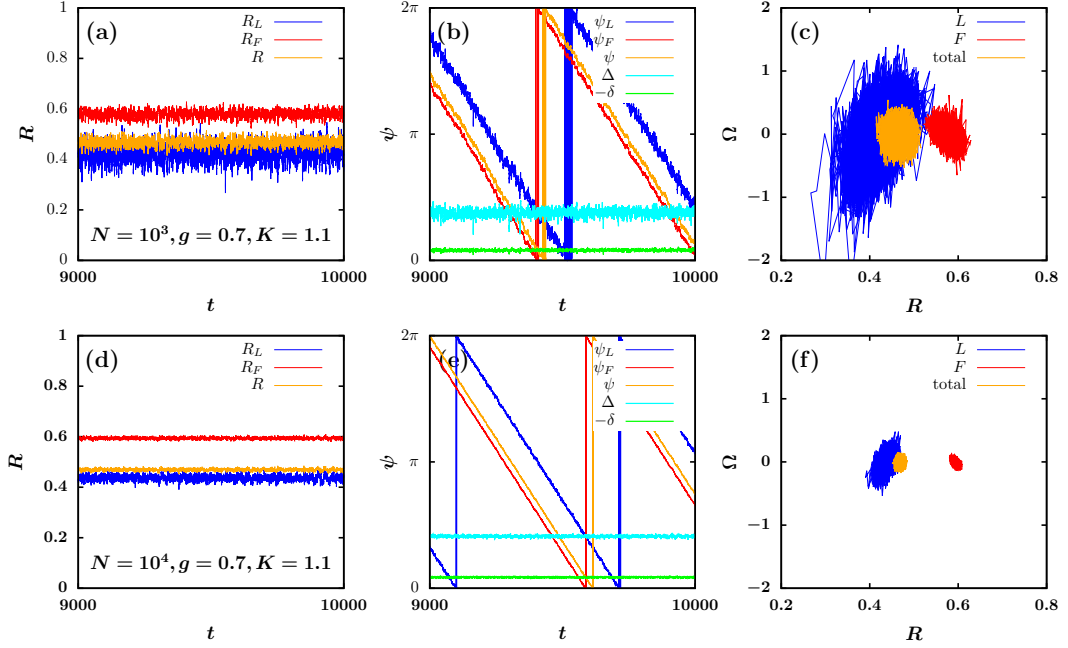 (a)
R_L
R_F
R
1
0.8
0.6
0.4
0.2
0
R
N = 10^3, g = 0.7, K = 1.1
9000
10000
t
(b)
ψ_L
ψ_F
ψ
Δ
−δ
2π
π
0
ψ
9000
10000
t
(c)
L
F
total
2
1
0
−1
−2
Ω
0.2
0.4
0.6
0.8
R
(d)
R_L
R_F
R
1
0.8
0.6
0.4
0.2
0
R
N = 10^4, g = 0.7, K = 1.1
9000
10000
t
(e)
ψ_L
ψ_F
ψ
Δ
−δ
2π
π
0
ψ
9000
10000
t
(f)
L
F
total
2
1
0
−1
−2
Ω
0.2
0.4
0.6
0.8
R